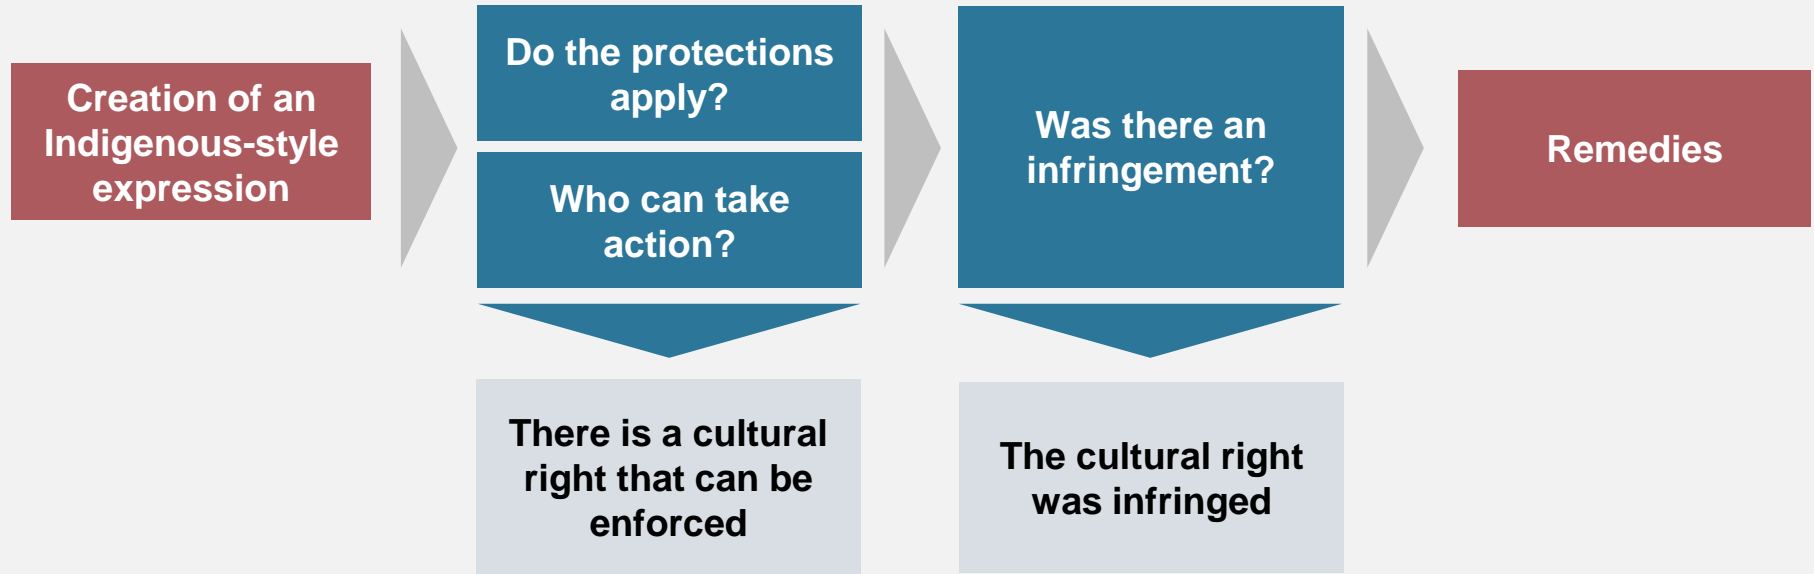 Creation of an
Indigenous-style
expression
Do the protections
apply?
Who can take
action?
Was there an
infringement?
Remedies
There is a cultural
right that can be
enforced
The cultural right
was infringed